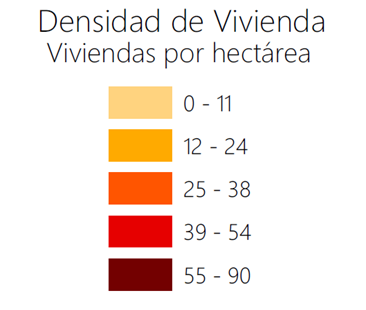 Densidad de Vivienda
Viviendas por hectárea
0 - 11
12 - 24
25 - 38
39 - 54
55 - 90